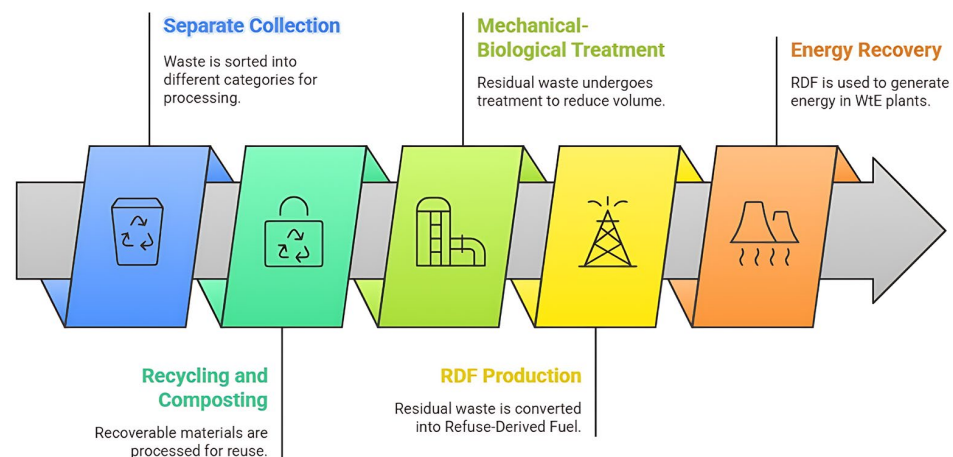 Separate Collection
Waste is sorted into
different categories for
processing.
Mechanical-
Biological Treatment
Residual waste undergoes
treatment to reduce volume.
Energy Recovery
RDF is used to generate
energy in WtE plants.
Recycling and
Composting
Recoverable materials are
processed for reuse.
RDF Production
Residual waste is converted
into Refuse-Derived Fuel.